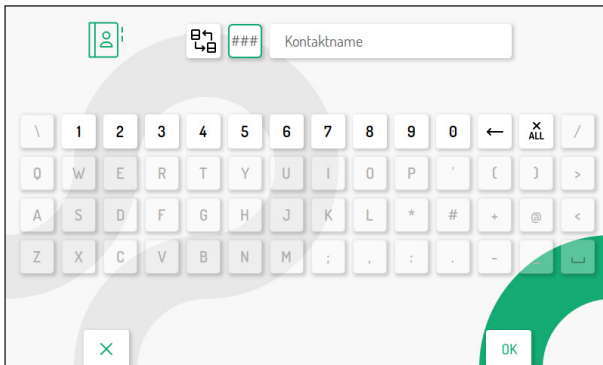 ### Kontaktname
\ 1 2 3 4 5 6 7 8 9 0 ← × ALL /
Q W E R T Y U I O P ' ( ) >
A S D F G H J K L * # + @ <
Z X C V B N M ; , : . - _
× OK